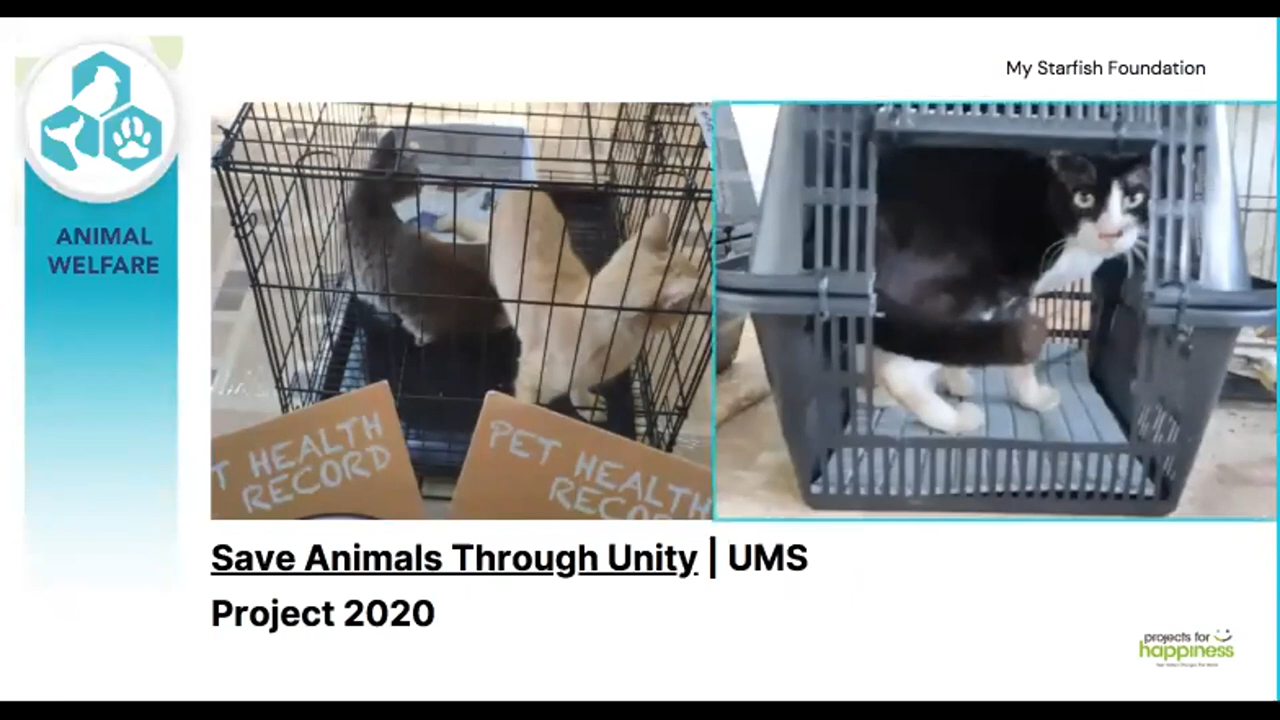 My Starfish Foundation
ANIMAL
WELFARE
T HEALTH
RECORD
PET HEALTH
RECO
Save Animals Through Unity | UMS
Project 2020
projects for
happiness